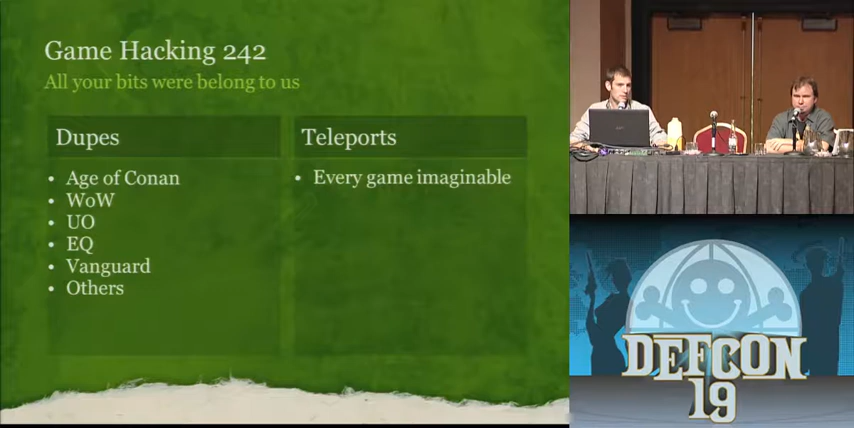 Game Hacking 242
All your bits were belong to us
Dupes
• Age of Conan
• WoW
• UO
• EQ
• Vanguard
• Others
Teleports
• Every game imaginable
DEFCON
19